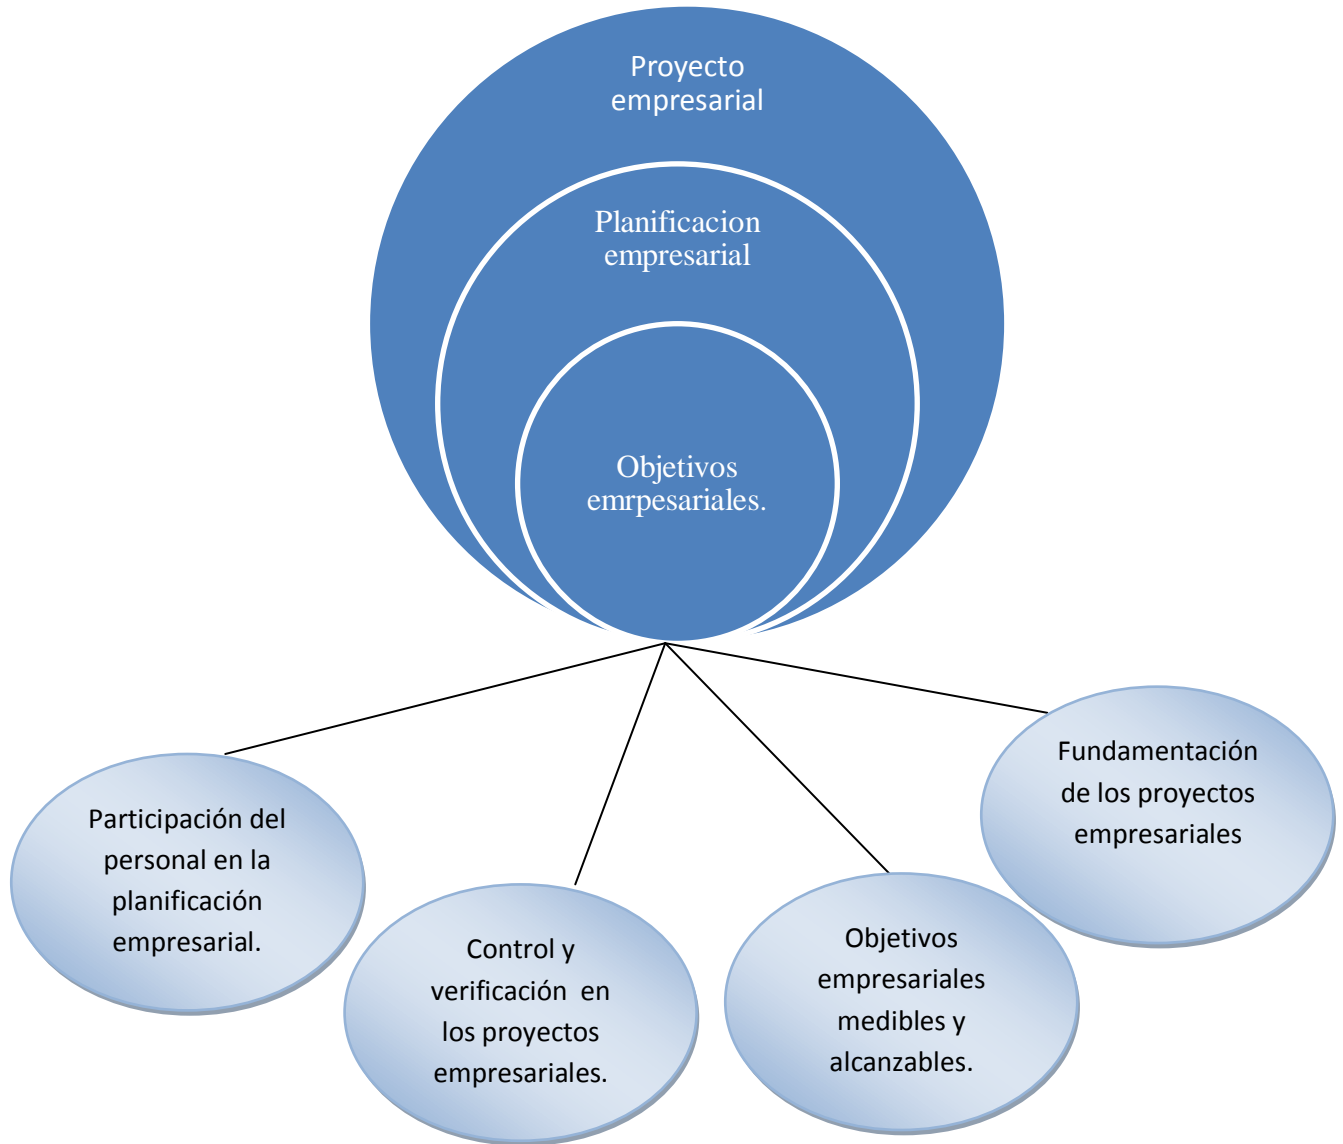 Proyecto
empresarial
Planificacion
empresarial
Objetivos
emrpesariales.
Participación del
personal en la
planificación
empresarial.
Control y
verificación  en
los proyectos
empresariales.
Objetivos
empresariales
medibles y
alcanzables.
Fundamentación
de los proyectos
empresariales